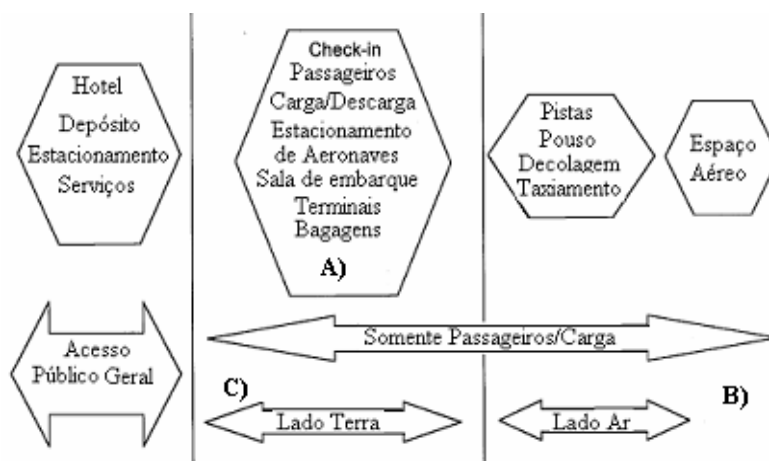 Hotel
Depósito
Estacionamento
Serviços
Check-in
Passageiros
Carga/Descarga
Estacionamento
de Aeronaves
Sala de embarque
Terminais
Bagagens
A)
Pistas
Pouso
Decolagem
Taxiamento
Espaço
Aéreo
Acesso
Público Geral
Somente Passageiros/Carga
C)
Lado Terra
Lado Ar
B)